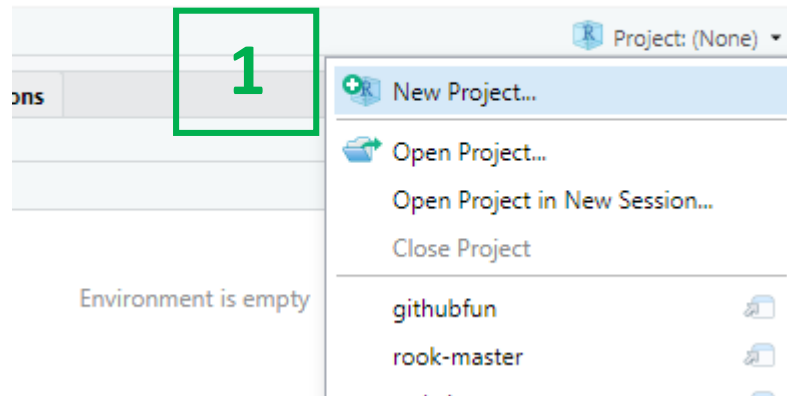 Project: (None)
1
ons
New Project...
Open Project...
Open Project in New Session...
Close Project
Environment is empty
githubfun
rook-master